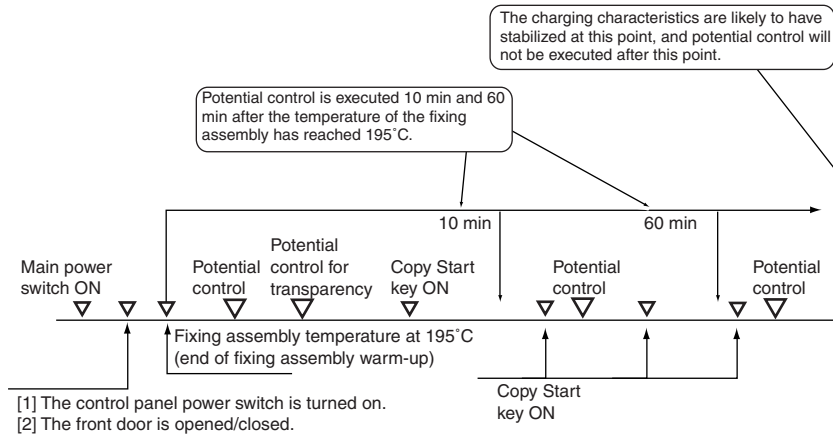 The charging characteristics are likely to have
stabilized at this point, and potential control will
not be executed after this point.
Potential control is executed 10 min and 60
min after the temperature of the fixing
assembly has reached 195˚C.
10 min
60 min
Main power
switch ON
Potential
control
Potential
control for
transparency
Copy Start
key ON
Potential
control
Potential
control
Fixing assembly temperature at 195˚C
(end of fixing assembly warm-up)
Copy Start
key ON
[1] The control panel power switch is turned on.
[2] The front door is opened/closed.